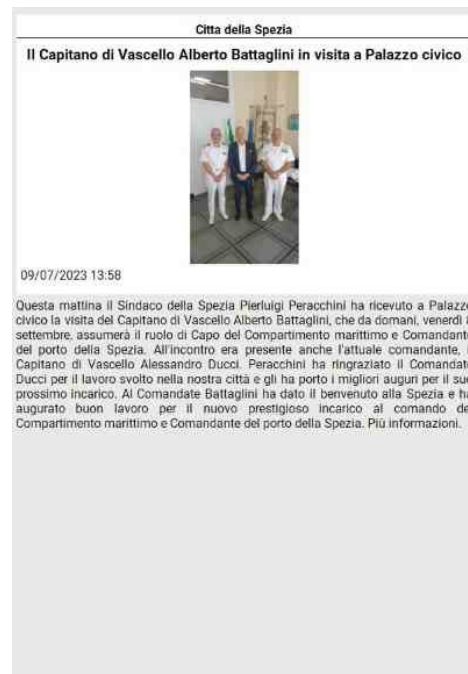 Citta della Spezia
Il Capitano di Vascello Alberto Battaglini in visita a Palazzo civico
09/07/2023 13:58
Questa mattina il Sindaco della Spezia Pierluigi Peracchini ha ricevuto a Palazzo
civico la visita del Capitano di Vascello Alberto Battaglini, che da domani, venerdì
settembre, assumerà il ruolo di Capo del Compartimento marittimo e Comandante
del porto della Spezia. All'incontro era presente anche l'attuale comandante,
Capitano di Vascello Alessandro Ducci. Peracchini ha ringraziato il Comandate
Ducci per il lavoro svolto nella nostra città e gli ha porto i migliori auguri per il suo
prossimo incarico. Al Comandate Battaglini ha dato il benvenuto alla Spezia e ha
augurato buon lavoro per il nuovo prestigioso incarico al comando de
Compartimento marittimo e Comandante del porto della Spezia. Più informazioni.